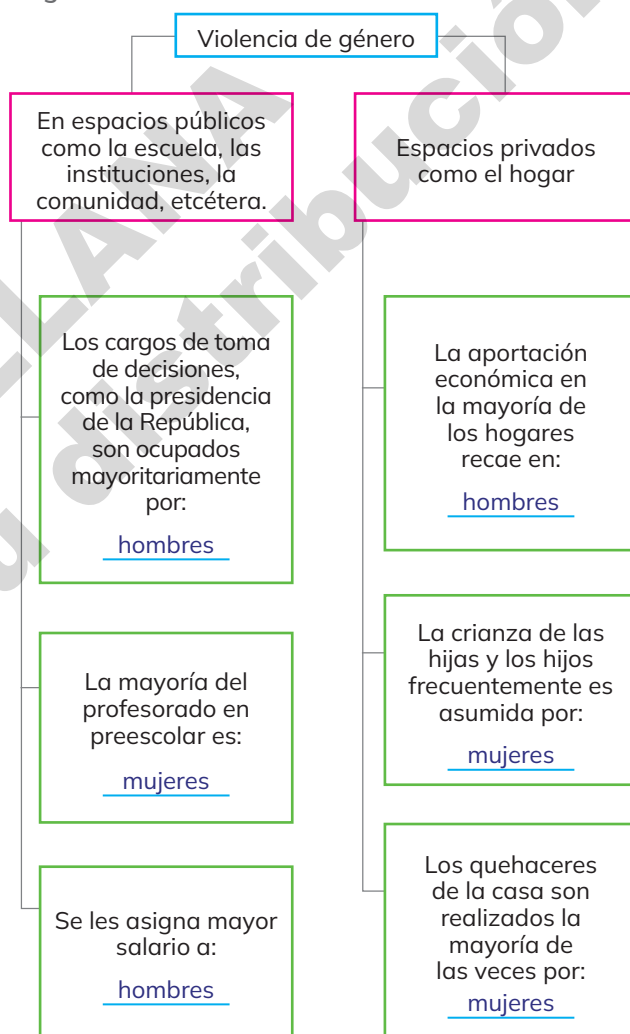 Violencia de género
En espacios públicos
como la escuela, las
instituciones, la
comunidad, etcétera.
Los cargos de toma
de decisiones,
como la presidencia
de la República,
son ocupados
mayoritariamente
por:
hombres
La mayoría del
profesorado en
preescolar es:
mujeres
Se les asigna mayor
salario a:
hombres
Espacios privados
como el hogar
La aportación
económica en
la mayoría de
los hogares
recae en:
hombres
La crianza de las
hijas y los hijos
frecuentemente es
asumida por:
mujeres
Los quehaceres
de la casa son
realizados la
mayoría de
las veces por:
mujeres